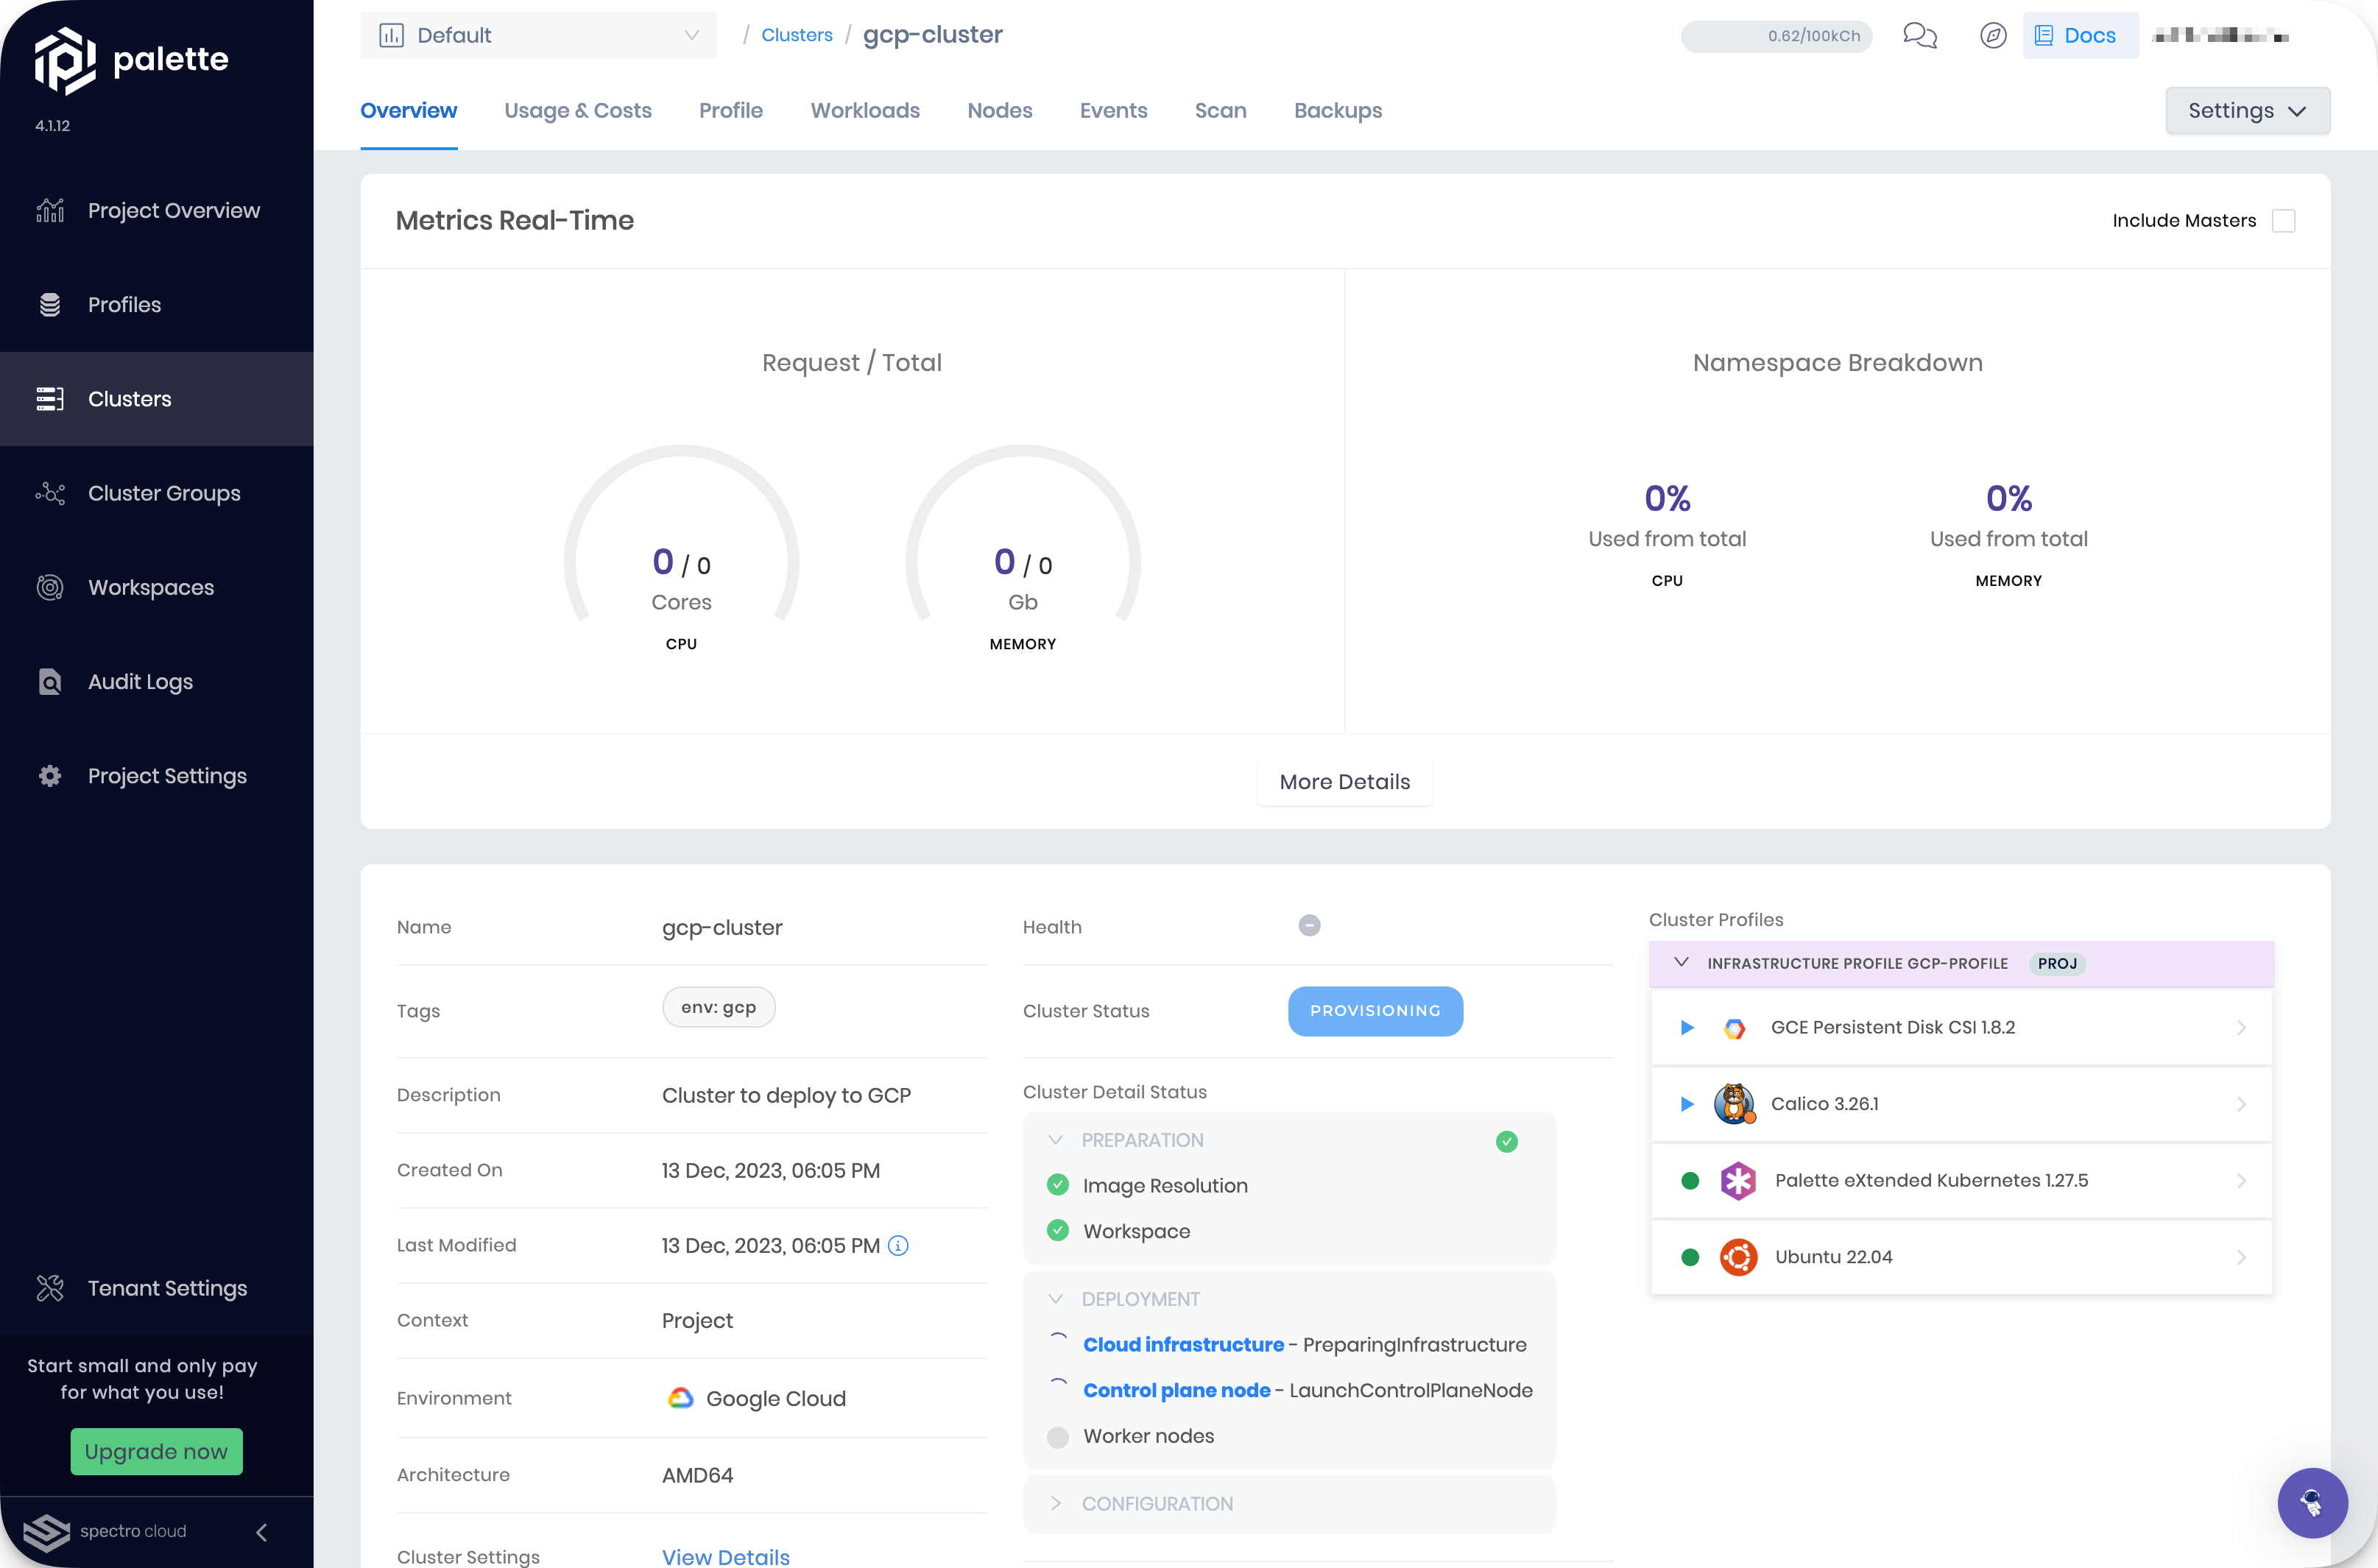 palette
4.1.12
Project Overview
Profiles
Clusters
Cluster Groups
Workspaces
Audit Logs
Project Settings
Tenant Settings
Start small and only pay
for what you use!
Upgrade now
spectro cloud
Default
/ Clusters / gcp-cluster
0.62/100kCh
Docs
Overview
Usage & Costs
Profile
Workloads
Nodes
Events
Scan
Backups
Settings
Metrics Real-Time
Include Masters
Request / Total
0 / 0
Cores
CPU
0 / 0
Gb
MEMORY
Namespace Breakdown
0%
Used from total
CPU
0%
Used from total
MEMORY
More Details
Name
gcp-cluster
Tags
env: gcp
Description
Cluster to deploy to GCP
Created On
13 Dec, 2023, 06:05 PM
Last Modified
13 Dec, 2023, 06:05 PM
Context
Project
Environment
Google Cloud
Architecture
AMD64
Cluster Settings
View Details
Health
Cluster Status
PROVISIONING
Cluster Detail Status
PREPARATION
Image Resolution
Workspace
DEPLOYMENT
Cloud infrastructure - PreparingInfrastructure
Control plane node - LaunchControlPlaneNode
Worker nodes
CONFIGURATION
Cluster Profiles
INFRASTRUCTURE PROFILE GCP-PROFILE PROJ
GCE Persistent Disk CSI 1.8.2
Calico 3.26.1
Palette eXtended Kubernetes 1.27.5
Ubuntu 22.04